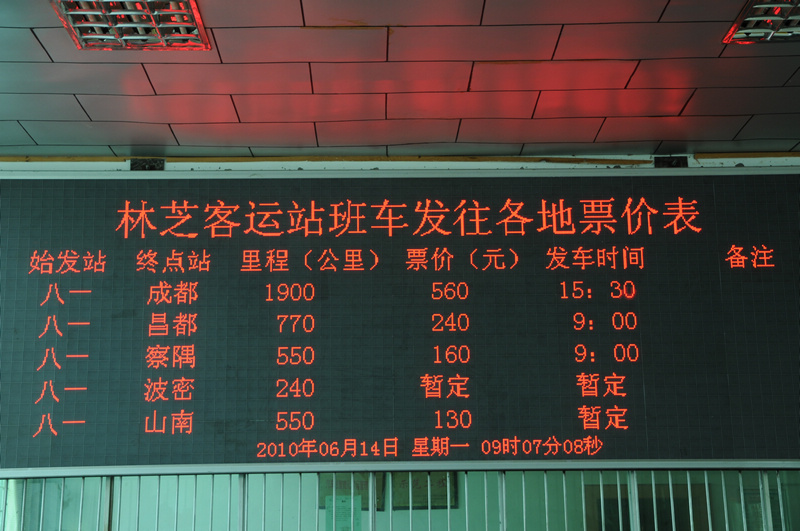 林芝客运站班车发往各地票价表
始发站 终点站 里程（公里） 票价（元） 发车时间 备注
八一 成都 1900 560 15：30
八一 昌都 770 240 9：00
八一 察隅 550 160 9：00
八一 波密 240 暂定 暂定
八一 山南 550 130 暂定
2010年06月14日 星期一 09时07分08秒